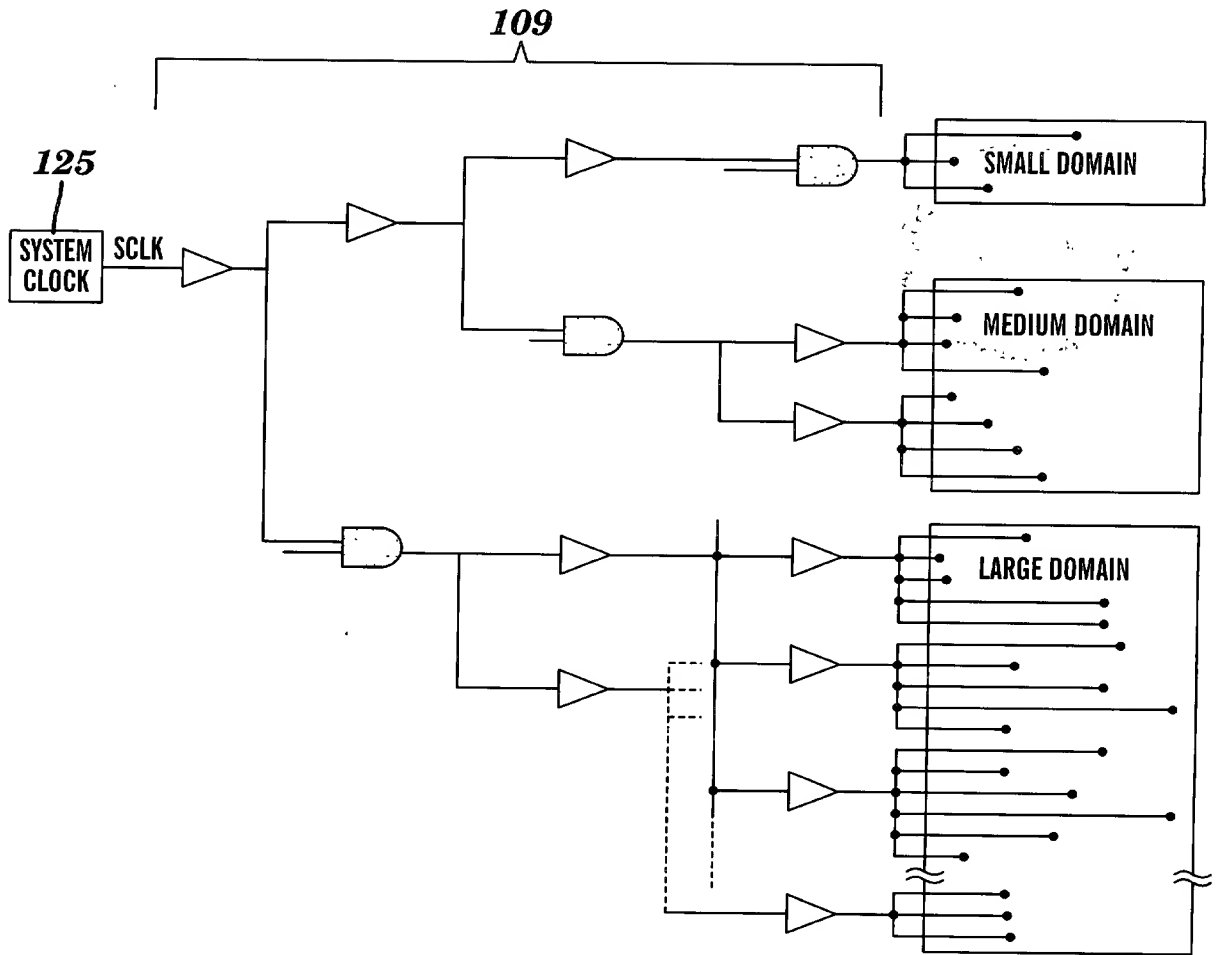 109
125
SYSTEM
CLOCK
SCLK
SMALL DOMAIN
MEDIUM DOMAIN
LARGE DOMAIN